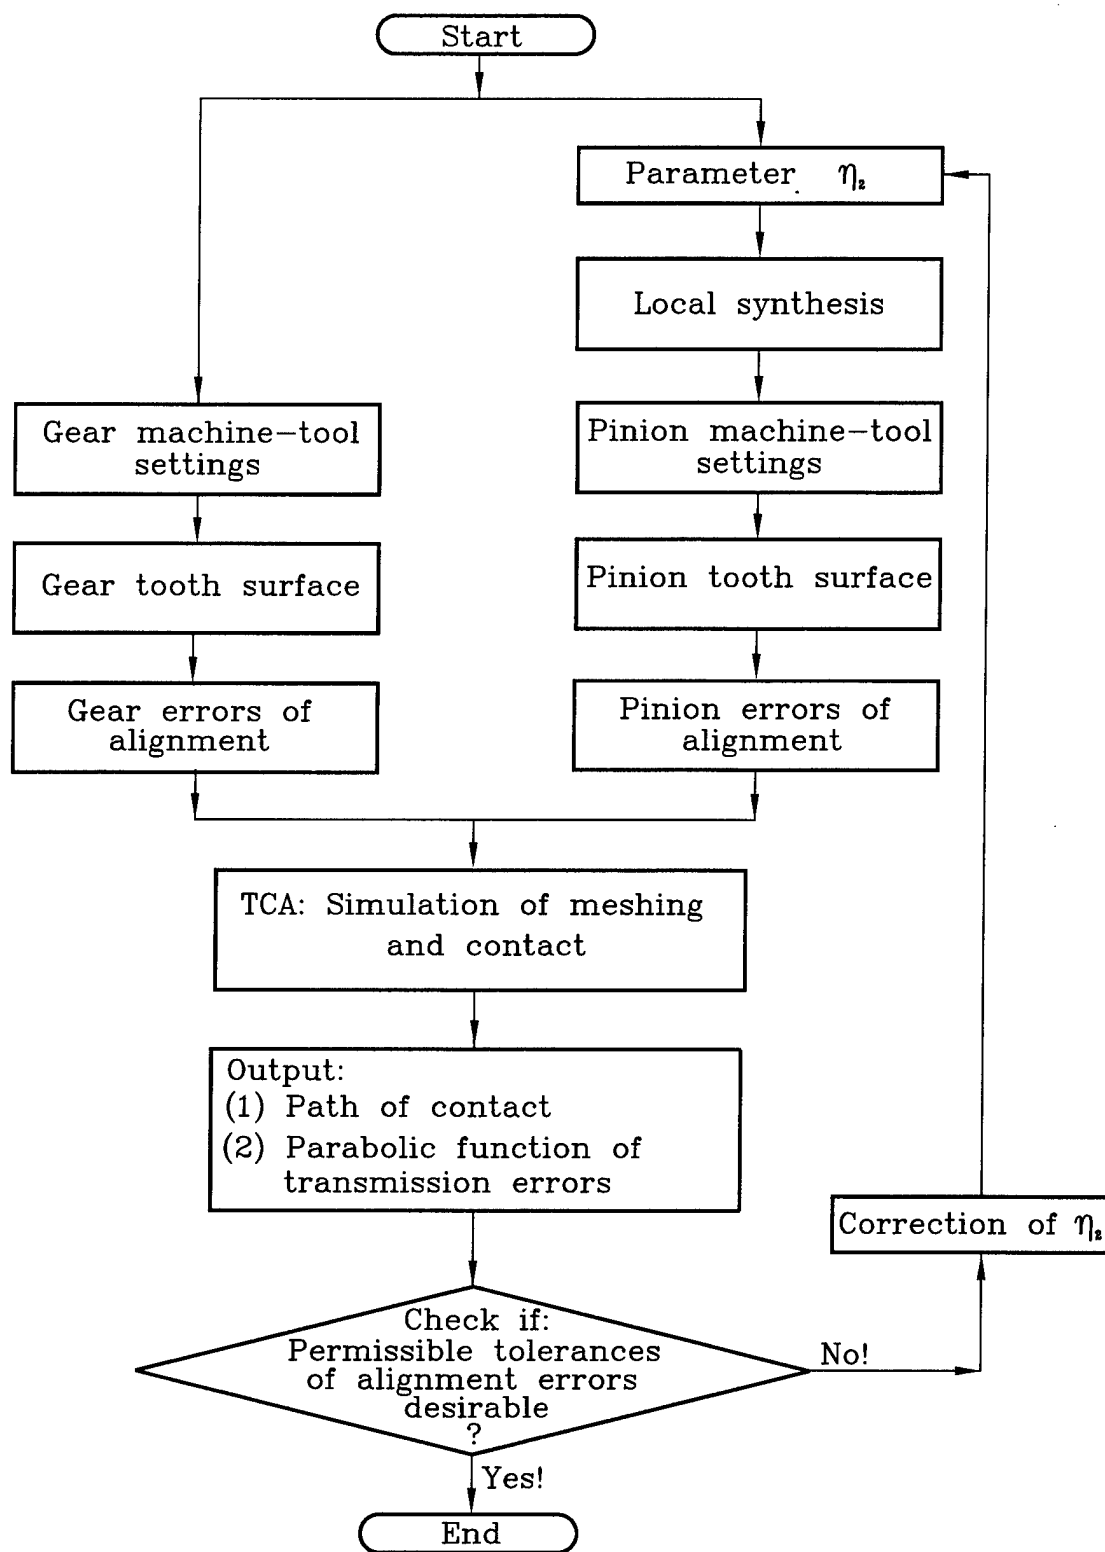 Start
Parameter η₂
Local synthesis
Gear machine-tool
settings
Pinion machine-tool
settings
Gear tooth surface
Pinion tooth surface
Gear errors of
alignment
Pinion errors of
alignment
TCA: Simulation of meshing
and contact
Output:
(1) Path of contact
(2) Parabolic function of
transmission errors
Correction of η₂
Check if:
Permissible tolerances
of alignment errors
desirable
?
No!
Yes!
End